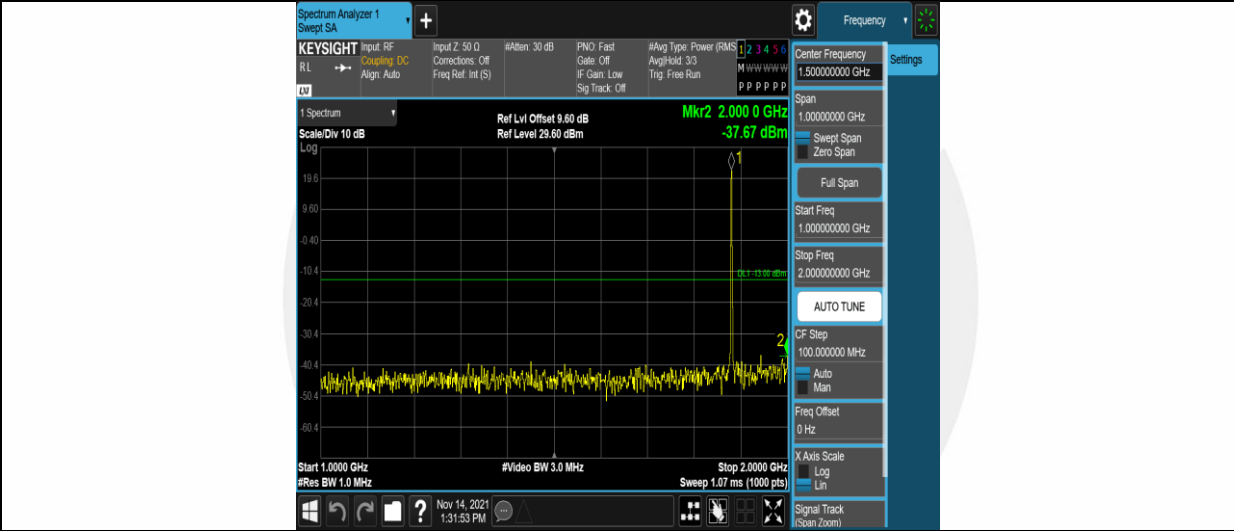 Spectrum Analyzer 1
Swept SA
+
Frequency
KEYSIGHT
RL
LXI
Input: RF
Coupling: DC
Align: Auto
Input Z: 50 Ω
Corrections: Off
Freq Ref: Int (S)
#Atten: 30 dB
PNO: Fast
Gate: Off
IF Gain: Low
Sig Track: Off
#Avg Type: Power (RMS
Avg|Hold: 3/3
Trig: Free Run
1 2 3 4 5 6
M W W W W W
P P P P P P
1 Spectrum
Scale/Div 10 dB
Log
Ref Lvl Offset 9.60 dB
Ref Level 29.60 dBm
Mkr2 2.000 0 GHz
-37.67 dBm
1
19.6
9.60
-0.40
-10.4
DL1 -13.00 dBm
-20.4
-30.4
2
-40.4
-50.4
-60.4
Start 1.0000 GHz
#Video BW 3.0 MHz
Stop 2.0000 GHz
#Res BW 1.0 MHz
Sweep 1.07 ms (1000 pts)
Center Frequency
1.500000000 GHz
Settings
Span
1.00000000 GHz
Swept Span
Zero Span
Full Span
Start Freq
1.000000000 GHz
Stop Freq
2.000000000 GHz
AUTO TUNE
CF Step
100.000000 MHz
Auto
Man
Freq Offset
0 Hz
X Axis Scale
Log
Lin
Signal Track
(Span Zoom)
?
Nov 14, 2021
1:31:53 PM